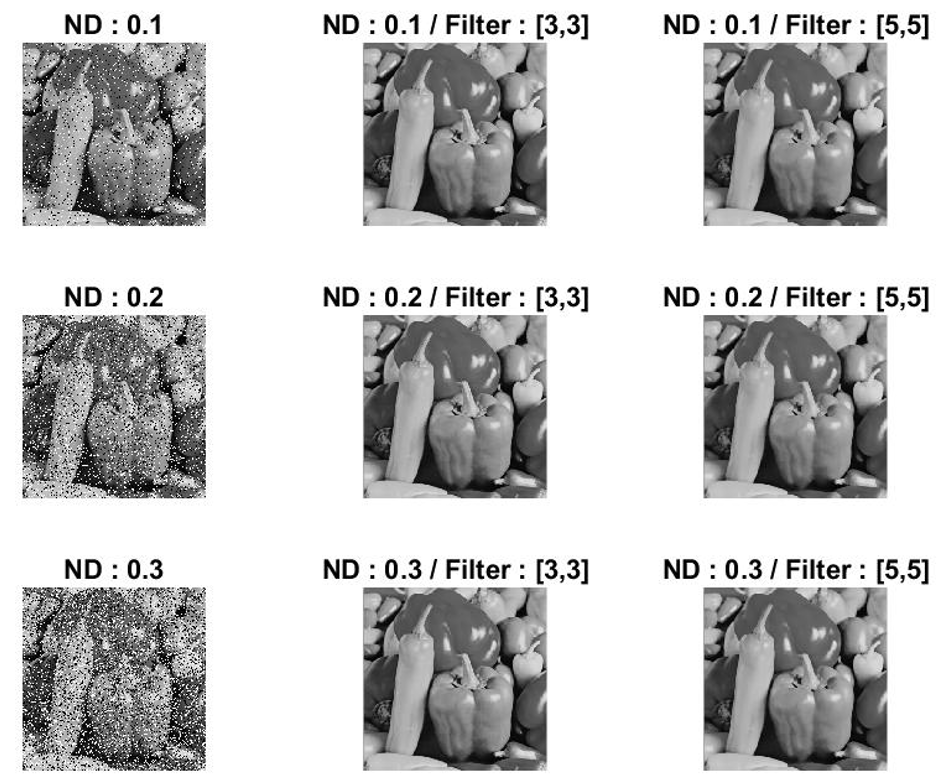 ND : 0.1
ND : 0.1 / Filter : [3,3]
ND : 0.1 / Filter : [5,5]
ND : 0.2
ND : 0.2 / Filter : [3,3]
ND : 0.2 / Filter : [5,5]
ND : 0.3
ND : 0.3 / Filter : [3,3]
ND : 0.3 / Filter : [5,5]